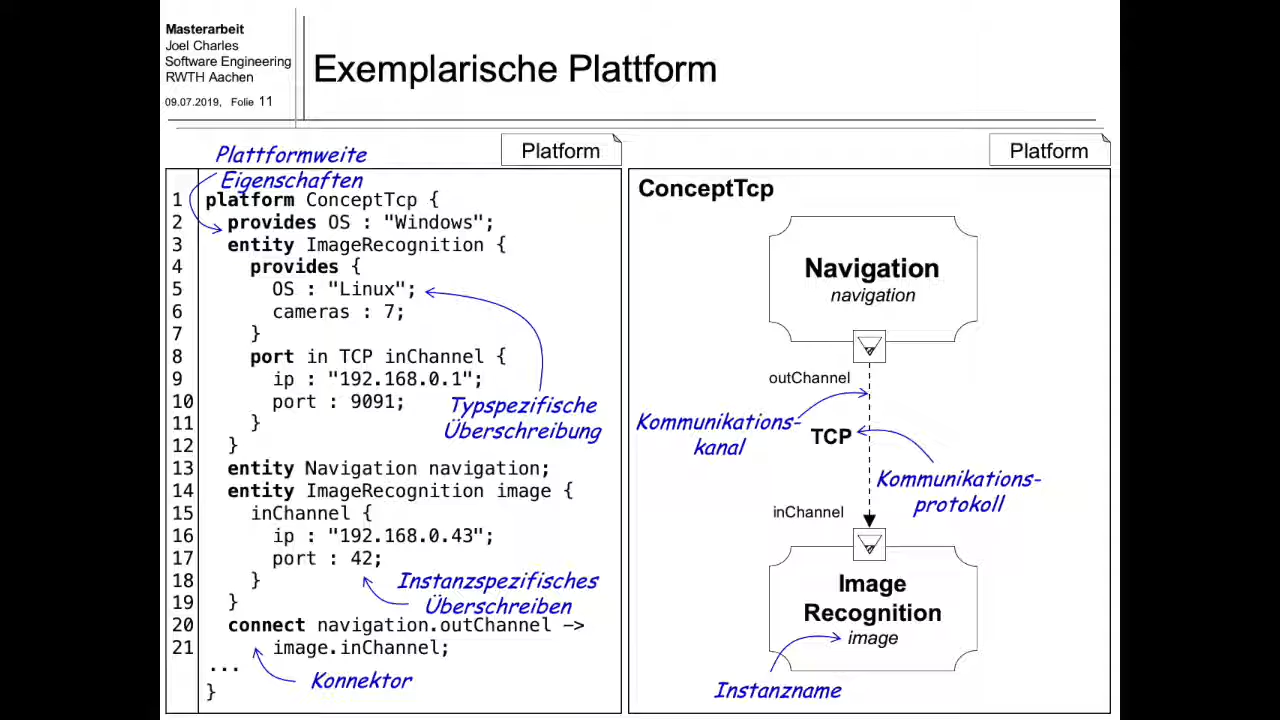 Masterarbeit
Joel Charles
Software Engineering
RWTH Aachen
09.07.2019, Folie 11
Exemplarische Plattform
Platform
Plattformweite
Eigenschaften
1 platform ConceptTcp {
2 provides OS : "Windows";
3 entity ImageRecognition {
4 provides {
5 OS : "Linux";
6 cameras : 7;
7 }
8 port in TCP inChannel {
9 ip : "192.168.0.1";
10 port : 9091;
11 }
12 }
13 entity Navigation navigation;
14 entity ImageRecognition image {
15 inChannel {
16 ip : "192.168.0.43";
17 port : 42;
18 }
19 }
20 connect navigation.outChannel ->
21 image.inChannel;
...
}
Typspezifische
Überschreibung
Instanzspezifisches
Überschreiben
Konnektor
Platform
ConceptTcp
Navigation
navigation
outChannel
Kommunikations-
kanal
TCP
Kommunikations-
protokoll
inChannel
Image
Recognition
image
Instanzname